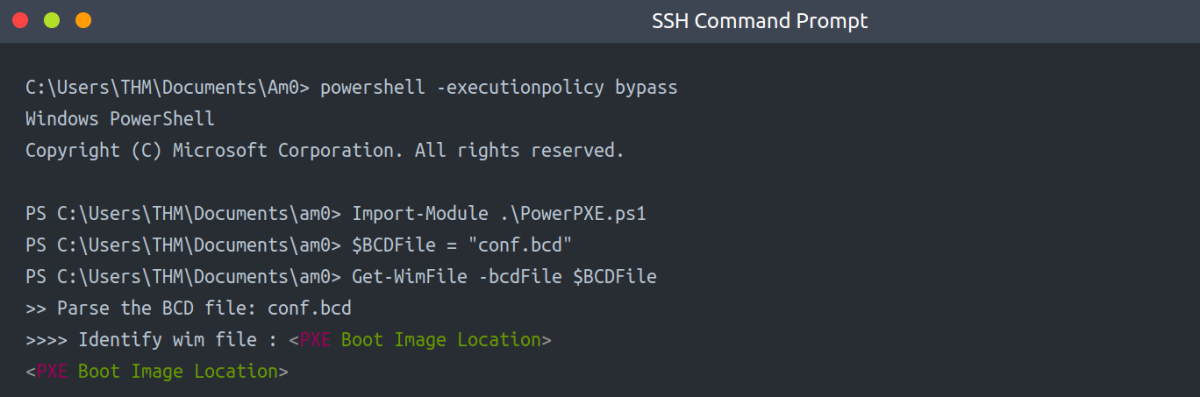 SSH Command Prompt
C:\Users\THM\Documents\Am0> powershell -executionpolicy bypass
Windows PowerShell
Copyright (C) Microsoft Corporation. All rights reserved.
PS C:\Users\THM\Documents\am0> Import-Module .\PowerPXE.ps1
PS C:\Users\THM\Documents\am0> $BCDFile = "conf.bcd"
PS C:\Users\THM\Documents\am0> Get-WimFile -bcdFile $BCDFile
>> Parse the BCD file: conf.bcd
>>>> Identify wim file : <PXE Boot Image Location>
<PXE Boot Image Location>